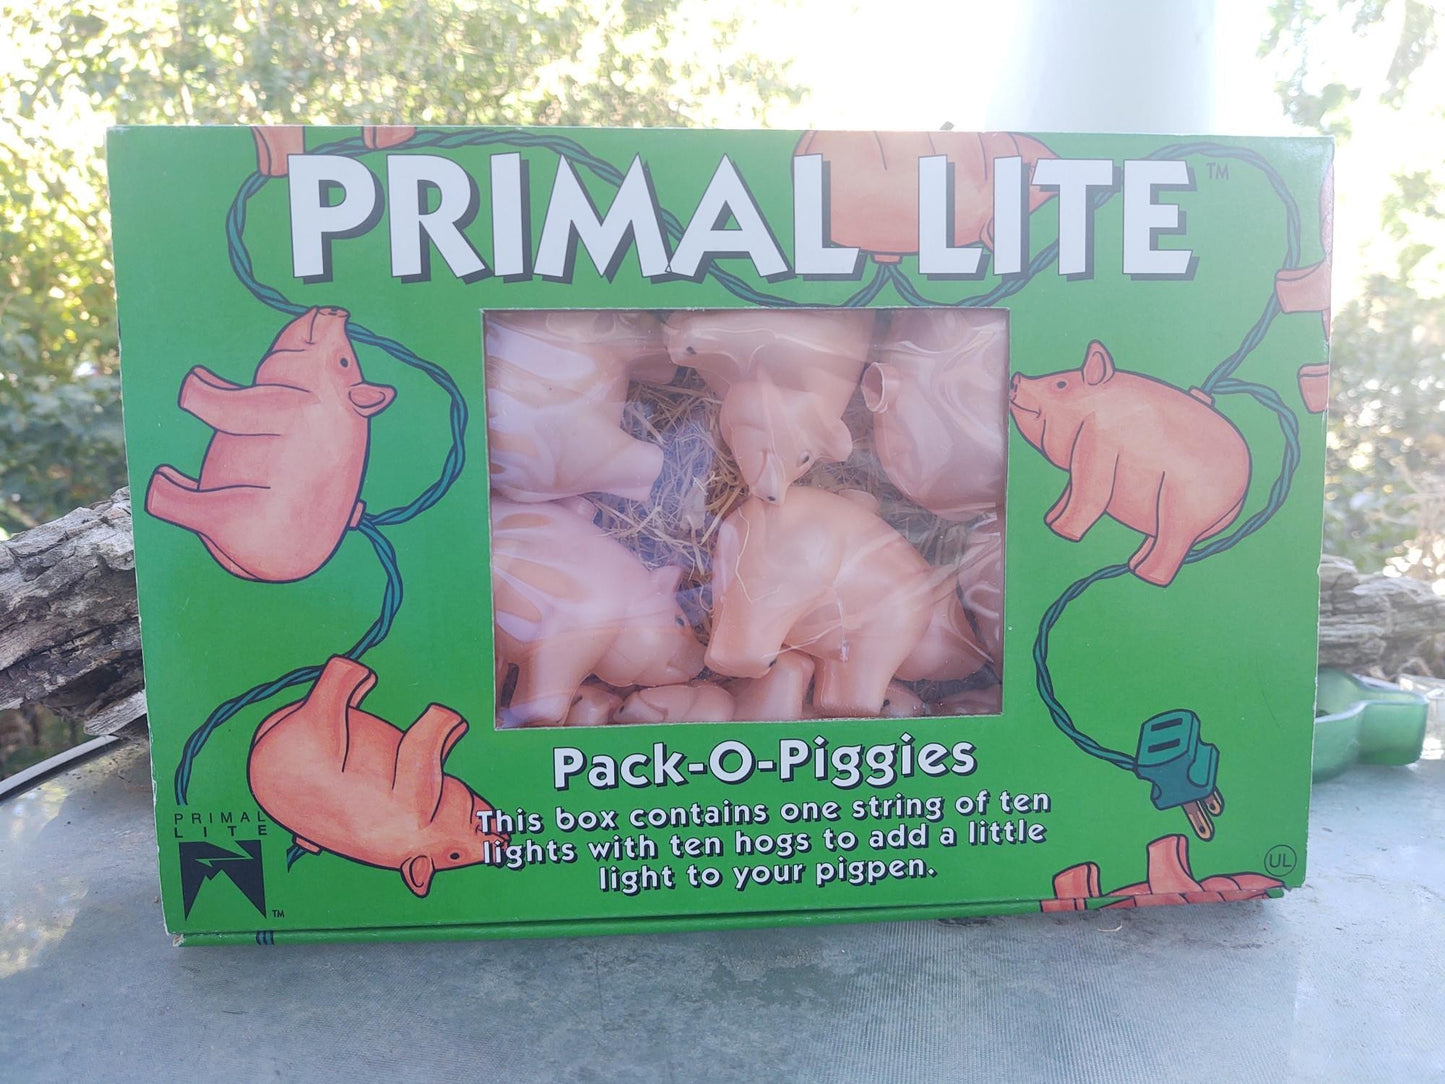 PRIMAL LITE™
Pack-O-Piggies
This box contains one string of ten
lights with ten hogs to add a little
light to your pigpen.
PRIMAL
LITE
TM
UL